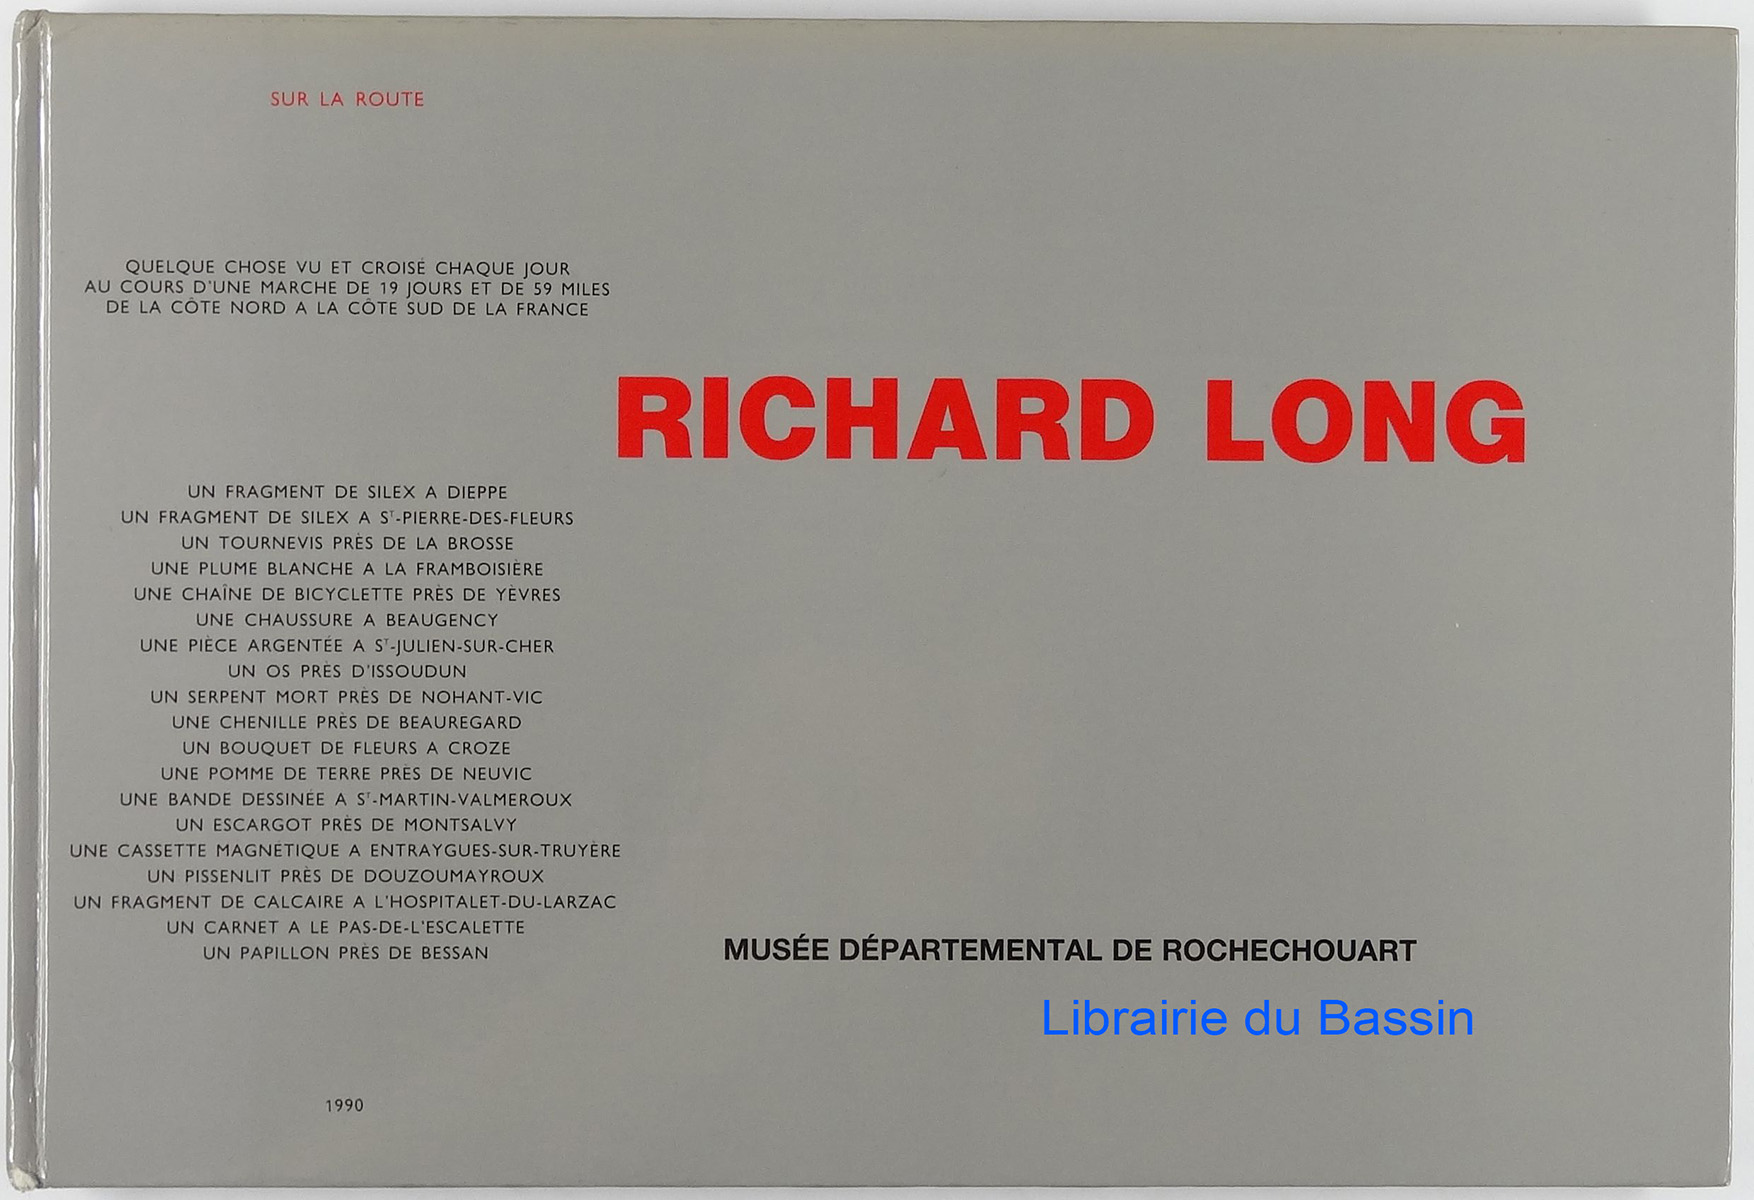 SUR LA ROUTE
QUELQUE CHOSE VU ET CROISÉ CHAQUE JOUR
AU COURS D'UNE MARCHE DE 19 JOURS ET DE 59 MILES
DE LA CÔTE NORD A LA CÔTE SUD DE LA FRANCE
RICHARD LONG
UN FRAGMENT DE SILEX A DIEPPE
UN FRAGMENT DE SILEX A ST-PIERRE-DES-FLEURS
UN TOURNEVIS PRÈS DE LA BROSSE
UNE PLUME BLANCHE A LA FRAMBOISIÈRE
UNE CHAÎNE DE BICYCLETTE PRÈS DE YÈVRES
UNE CHAUSSURE A BEAUGENCY
UNE PIÈCE ARGENTÉE A ST-JULIEN-SUR-CHER
UN OS PRÈS D'ISSOUDUN
UN SERPENT MORT PRÈS DE NOHANT-VIC
UNE CHENILLE PRÈS DE BEAUREGARD
UN BOUQUET DE FLEURS A CROZE
UNE POMME DE TERRE PRÈS DE NEUVIC
UNE BANDE DESSINÉE A ST-MARTIN-VALMEROUX
UN ESCARGOT PRÈS DE MONTSALVY
UNE CASSETTE MAGNÉTIQUE A ENTRAYGUES-SUR-TRUYÈRE
UN PISSENLIT PRÈS DE DOUZOUMAYROUX
UN FRAGMENT DE CALCAIRE A L'HOSPITALET-DU-LARZAC
UN CARNET A LE PAS-DE-L'ESCALETTE
UN PAPILLON PRÈS DE BESSAN
MUSÉE DÉPARTEMENTAL DE ROCHECHOUART
Librairie du Bassin
1990